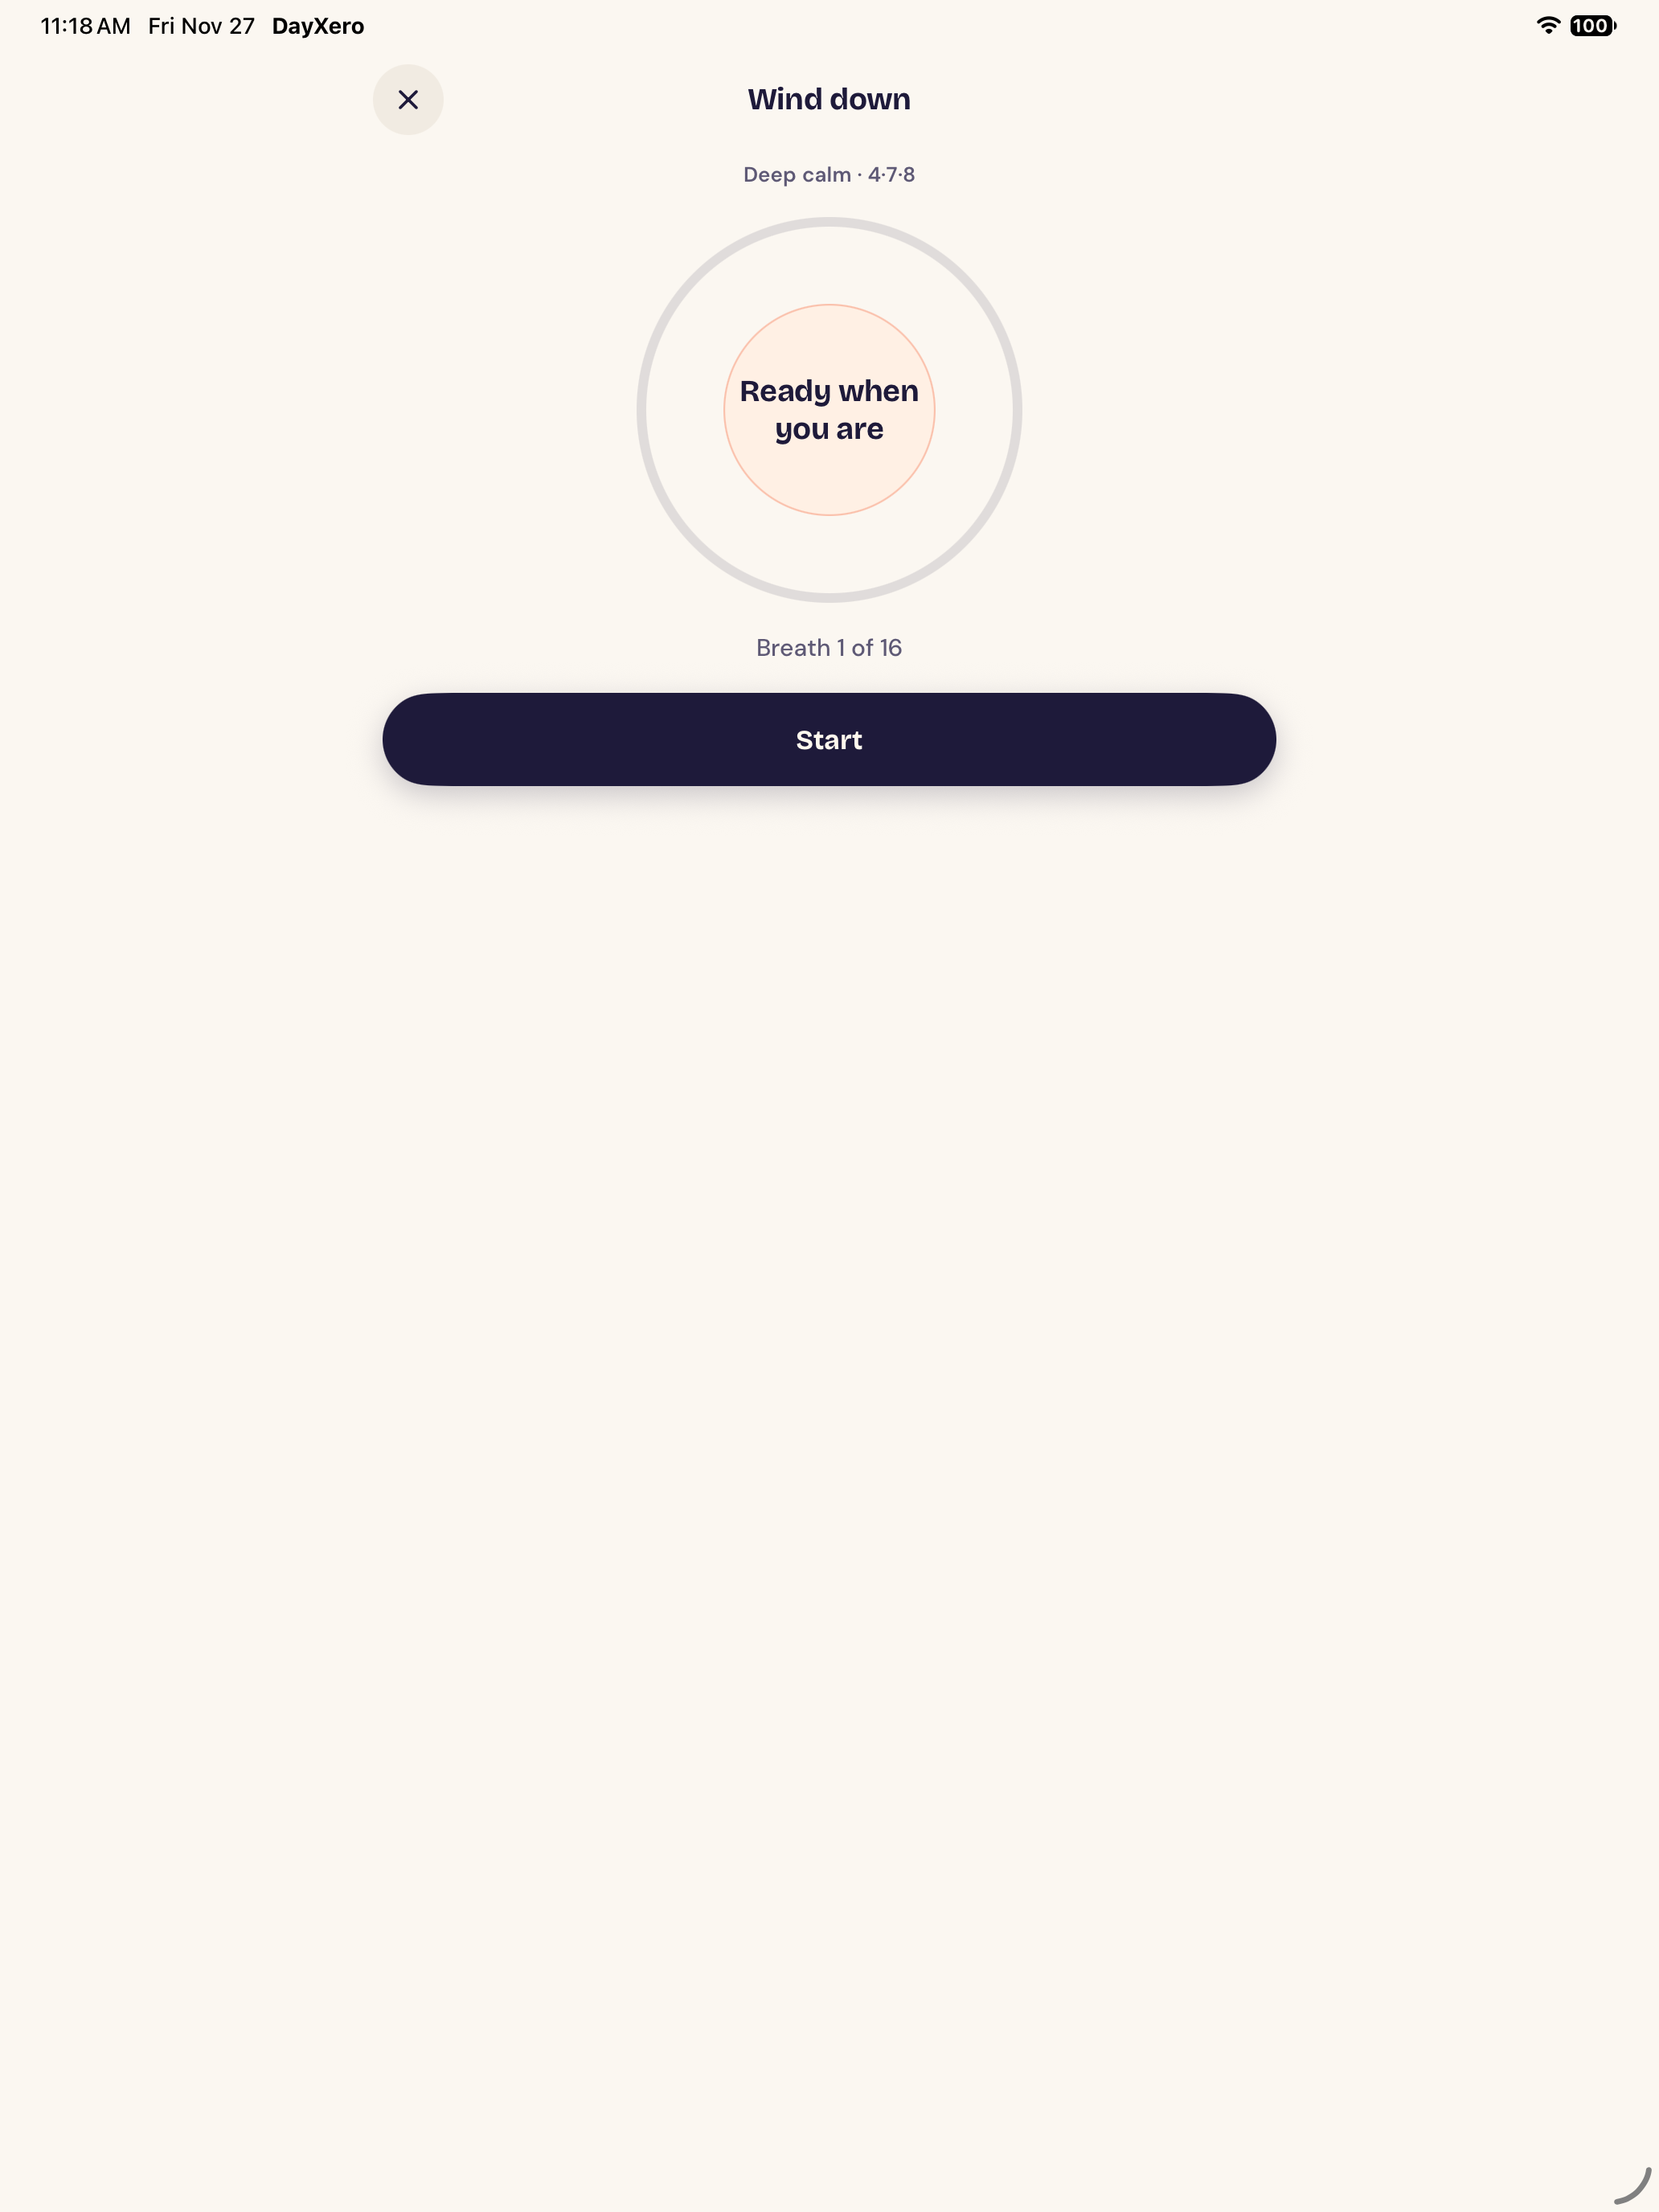 11:18 AM Fri Nov 27 DayXero
100
Wind down
Deep calm · 4·7·8
Ready when
you are
Breath 1 of 16
Start